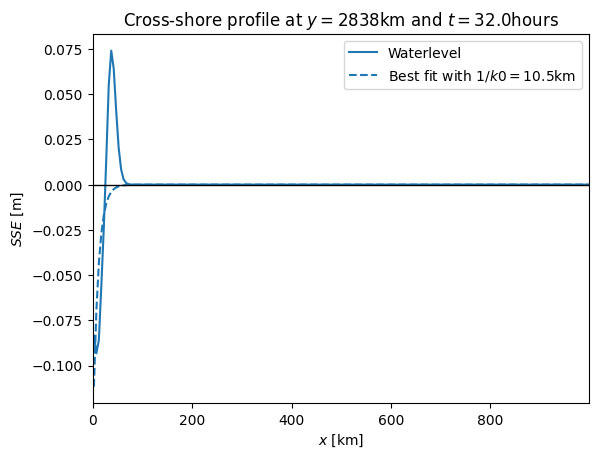 Cross-shore profile at y = 2838km and t = 32.0hours
Waterlevel
Best fit with 1/k0 = 10.5km
0.075
0.050
0.025
0.000
−0.025
−0.050
−0.075
−0.100
SSE [m]
0 200 400 600 800
x [km]